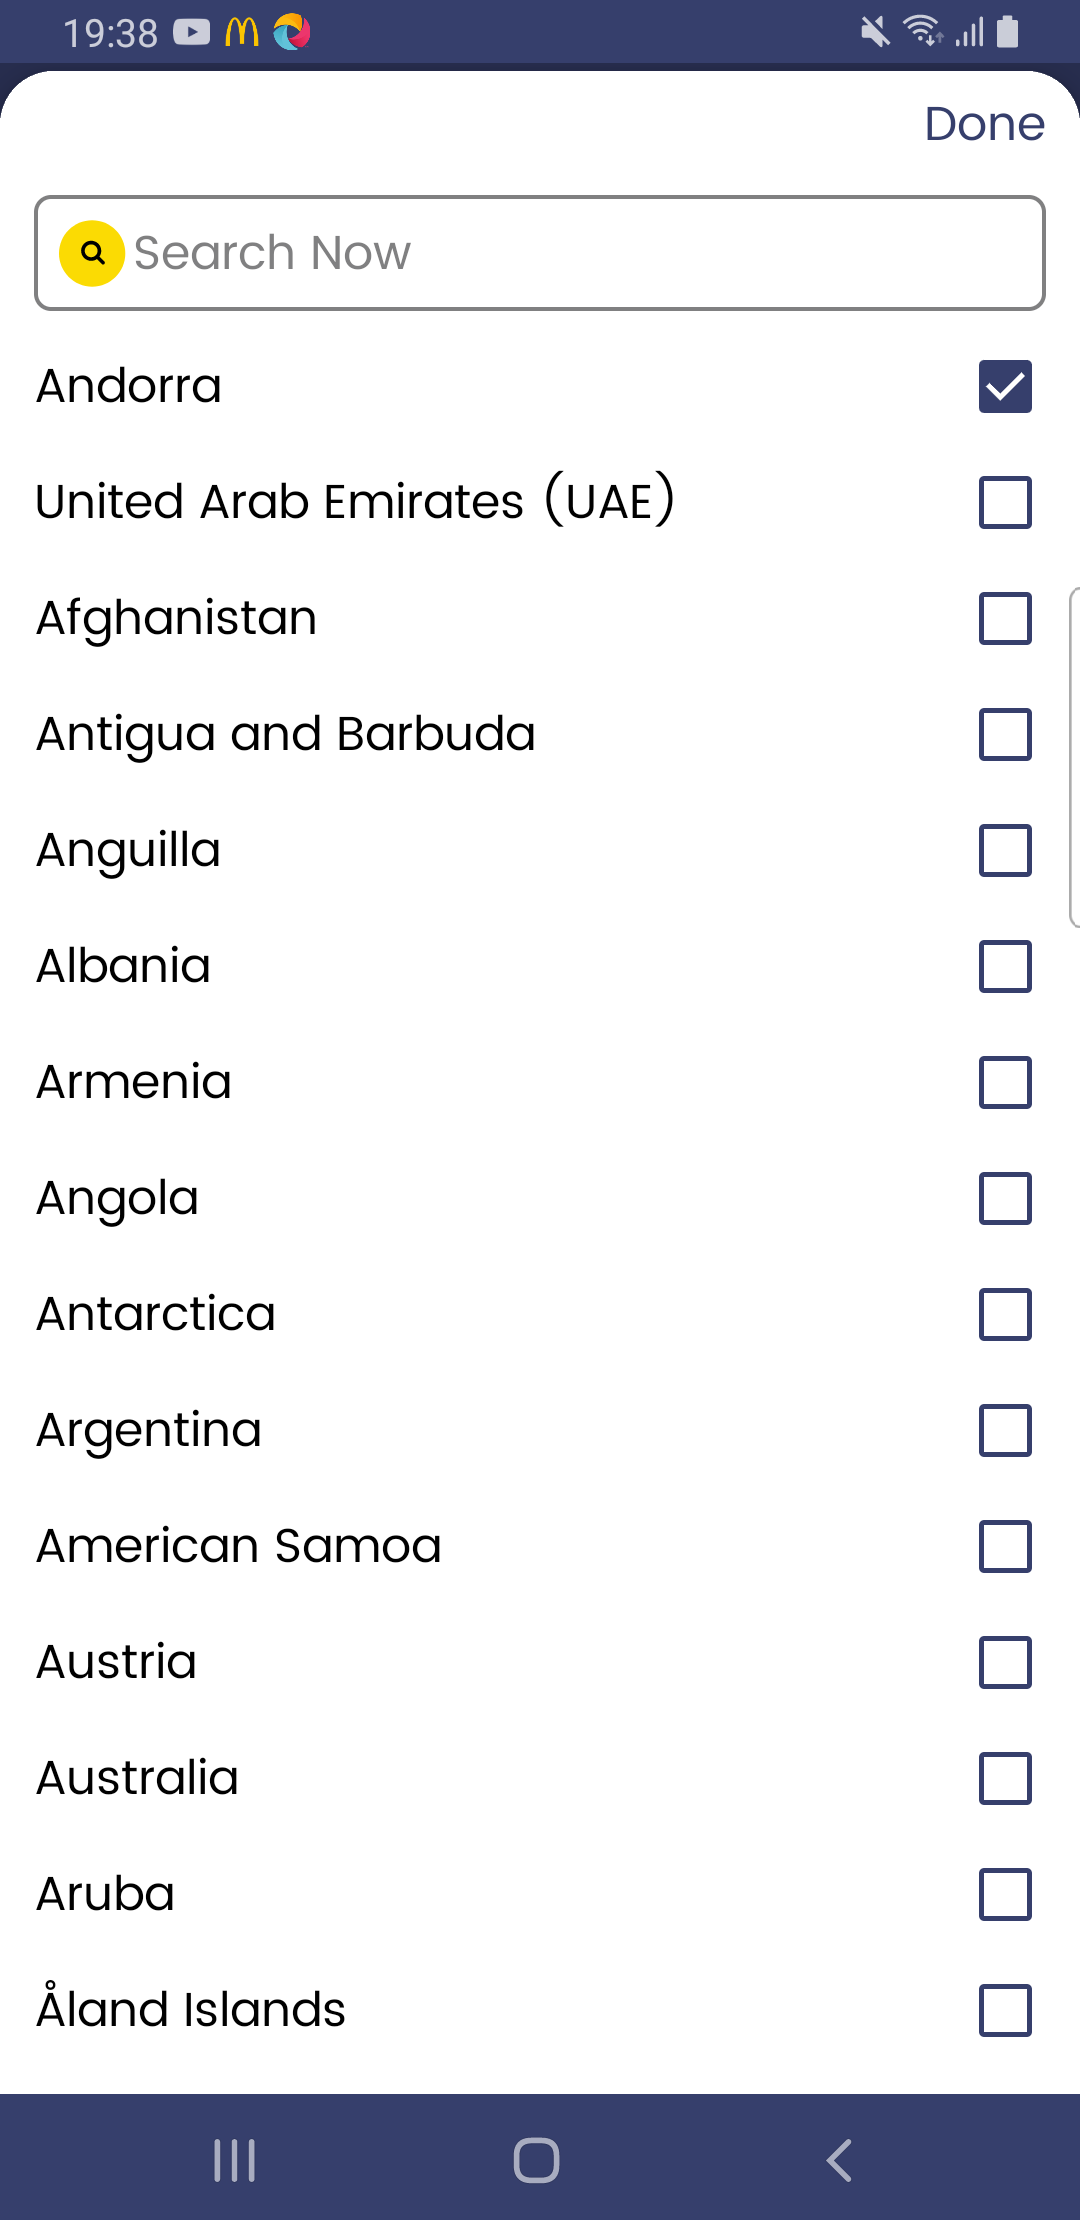 19:38
Done
Search Now
Andorra
United Arab Emirates (UAE)
Afghanistan
Antigua and Barbuda
Anguilla
Albania
Armenia
Angola
Antarctica
Argentina
American Samoa
Austria
Australia
Aruba
Åland Islands